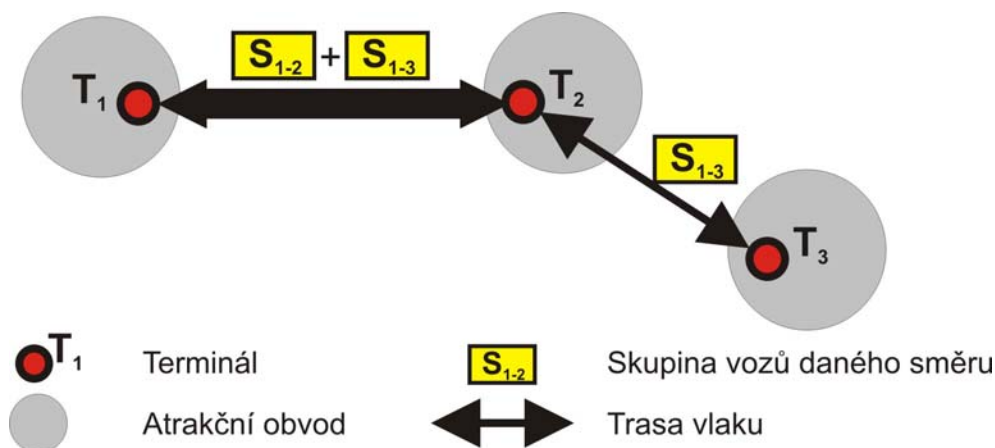 S1-2 + S1-3
T1
T2
S1-3
T3
T1 Terminál
S1-2 Skupina vozů daného směru
Atrakční obvod
Trasa vlaku